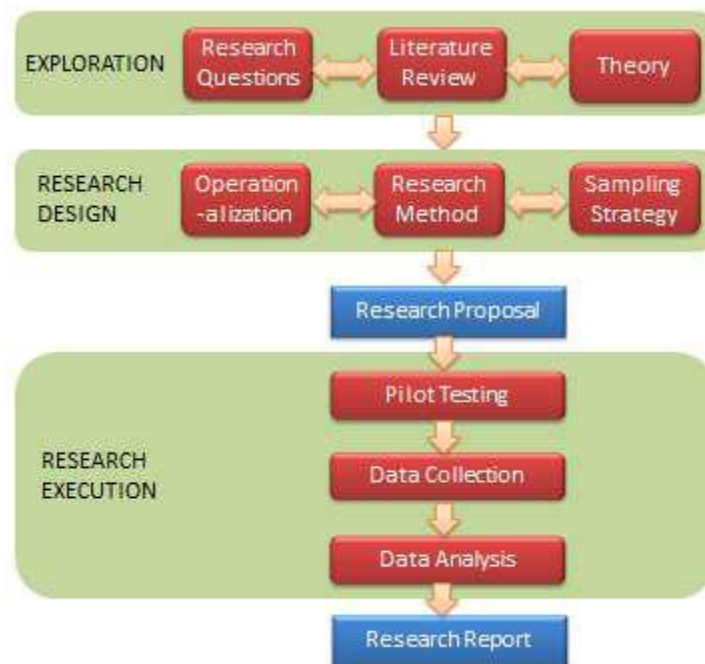 EXPLORATION
Research
Questions
Literature
Review
Theory
RESEARCH
DESIGN
Operation
-alization
Research
Method
Sampling
Strategy
Research Proposal
RESEARCH
EXECUTION
Pilot Testing
Data Collection
Data Analysis
Research Report